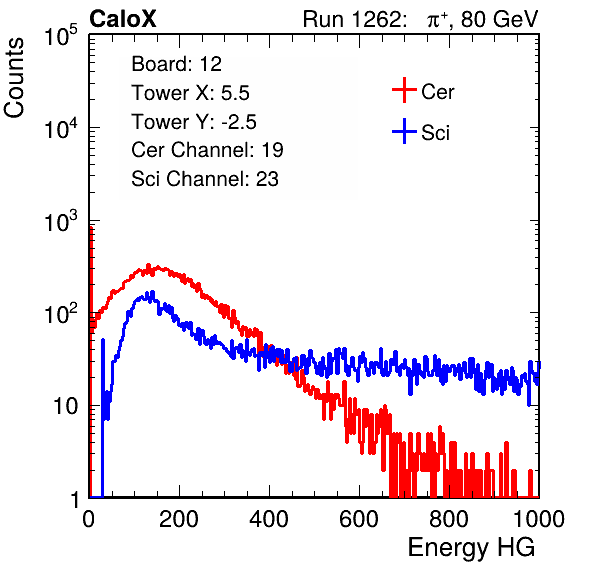 CaloX Run 1262: π⁺, 80 GeV
Counts
10⁵
10⁴
10³
10²
10
1
Board: 12
Tower X: 5.5
Tower Y: -2.5
Cer Channel: 19
Sci Channel: 23
Cer
Sci
0 200 400 600 800 1000
Energy HG